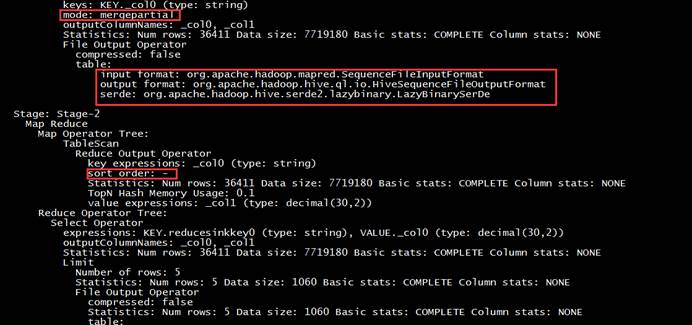 keys: KEY._col0 (type: string)
mode: mergepartial
outputColumnNames: _col0, _col1
Statistics: Num rows: 36411 Data size: 7719180 Basic stats: COMPLETE Column stats: NONE
File Output Operator
compressed: false
table:
input format: org.apache.hadoop.mapred.SequenceFileInputFormat
output format: org.apache.hadoop.hive.ql.io.HiveSequenceFileOutputFormat
serde: org.apache.hadoop.hive.serde2.lazybinary.LazyBinarySerDe
Stage: Stage-2
Map Reduce
Map Operator Tree:
TableScan
Reduce Output Operator
key expressions: _col0 (type: string)
sort order: -
Statistics: Num rows: 36411 Data size: 7719180 Basic stats: COMPLETE Column stats: NONE
TopN Hash Memory Usage: 0.1
value expressions: _col1 (type: decimal(30,2))
Reduce Operator Tree:
Select Operator
expressions: KEY.reducesinkkey0 (type: string), VALUE._col0 (type: decimal(30,2))
outputColumnNames: _col0, _col1
Statistics: Num rows: 36411 Data size: 7719180 Basic stats: COMPLETE Column stats: NONE
Limit
Number of rows: 5
Statistics: Num rows: 5 Data size: 1060 Basic stats: COMPLETE Column stats: NONE
File Output Operator
compressed: false
Statistics: Num rows: 5 Data size: 1060 Basic stats: COMPLETE Column stats: NONE
table: